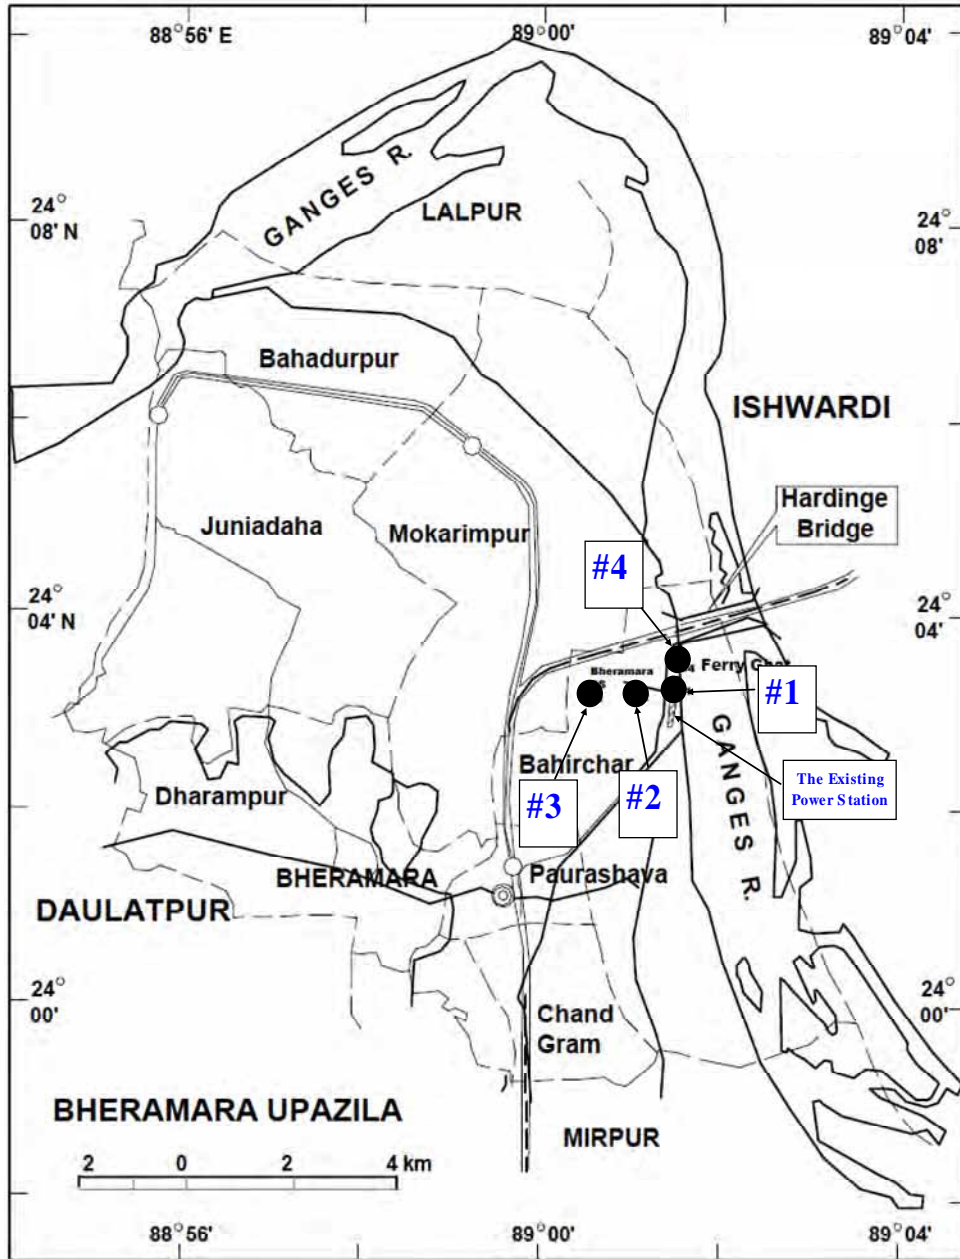 88°56' E
89°00'
89°04'
GANGES R.
24°
08' N
LALPUR
24°
08'
Bahadurpur
ISHWARDI
Hardinge
Bridge
Juniadaha
Mokarimpur
#4
24°
04' N
24°
04'
Bheramara
Ferry
#1
GANGES R.
Bahirchar
The Existing
Power Station
#3
#2
Dharampur
BHERAMARA
Paurashava
DAULATPUR
24°
00'
24°
00'
Chand
Gram
BHERAMARA UPAZILA
MIRPUR
2 0 2 4 km
88°56'
89°00'
89°04'